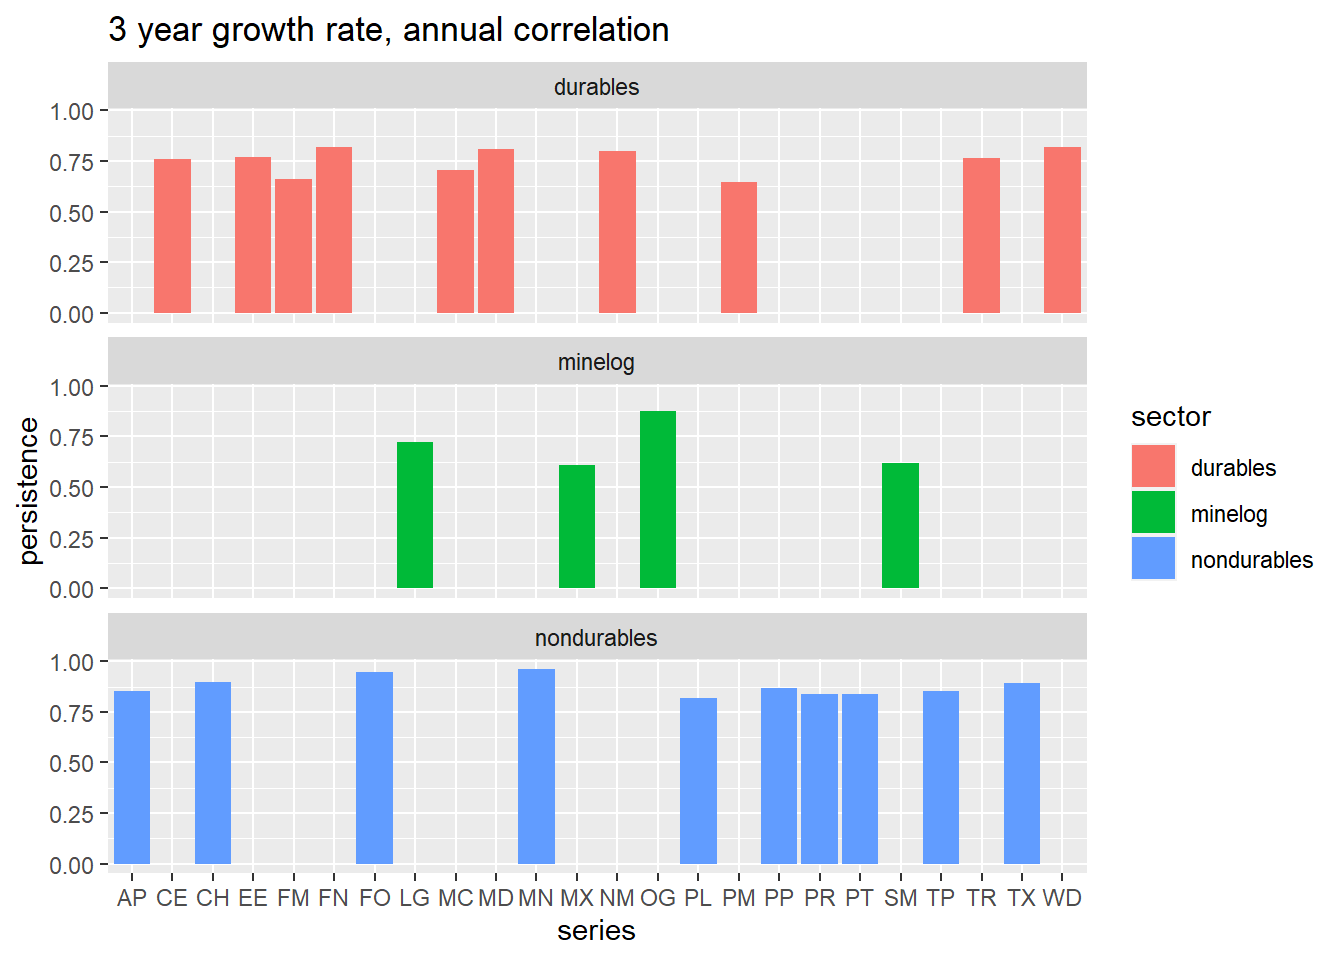 3 year growth rate, annual correlation
durables
1.00
0.75
0.50
0.25
0.00
minelog
1.00
0.75
0.50
0.25
0.00
nondurables
1.00
0.75
0.50
0.25
0.00
AP CE CH EE FM FN FO LG MC MD MN MX NM OG PL PM PP PR PT SM TP TR TX WD
series
persistence
sector
durables
minelog
nondurables